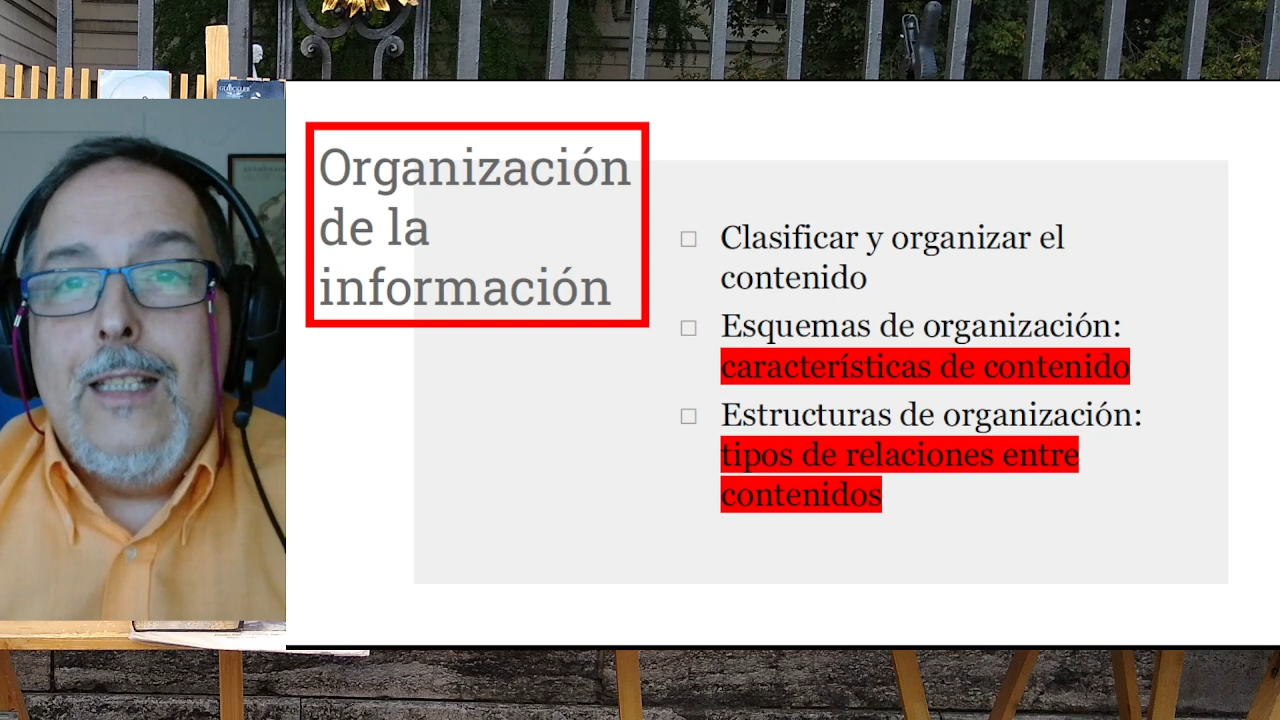 Organización
de la
información
Clasificar y organizar el
contenido
Esquemas de organización:
características de contenido
Estructuras de organización:
tipos de relaciones entre
contenidos